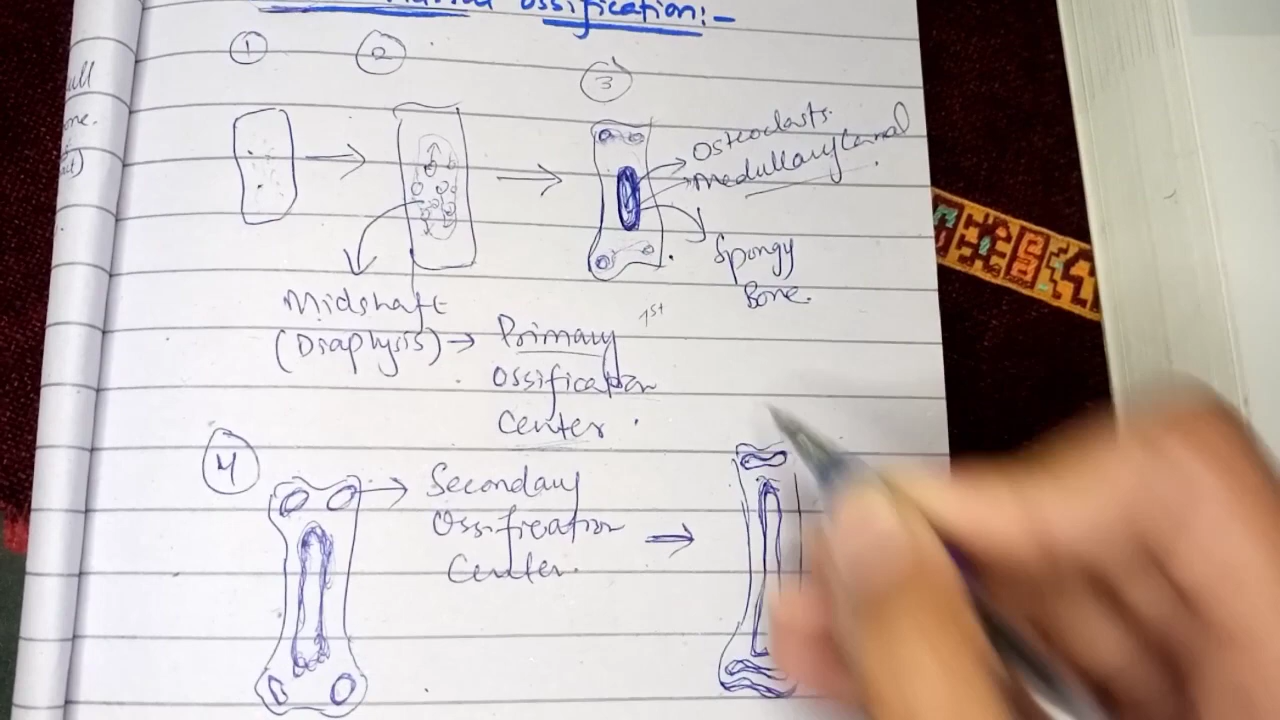 Ossification:-
1
2
3
Osteoclasts.
Medullary Canal
Spongy
Bone.
Midshaft
(Diaphysis) → Primary 1st
Ossification
Center.
4
Secondary
Ossification
Center.